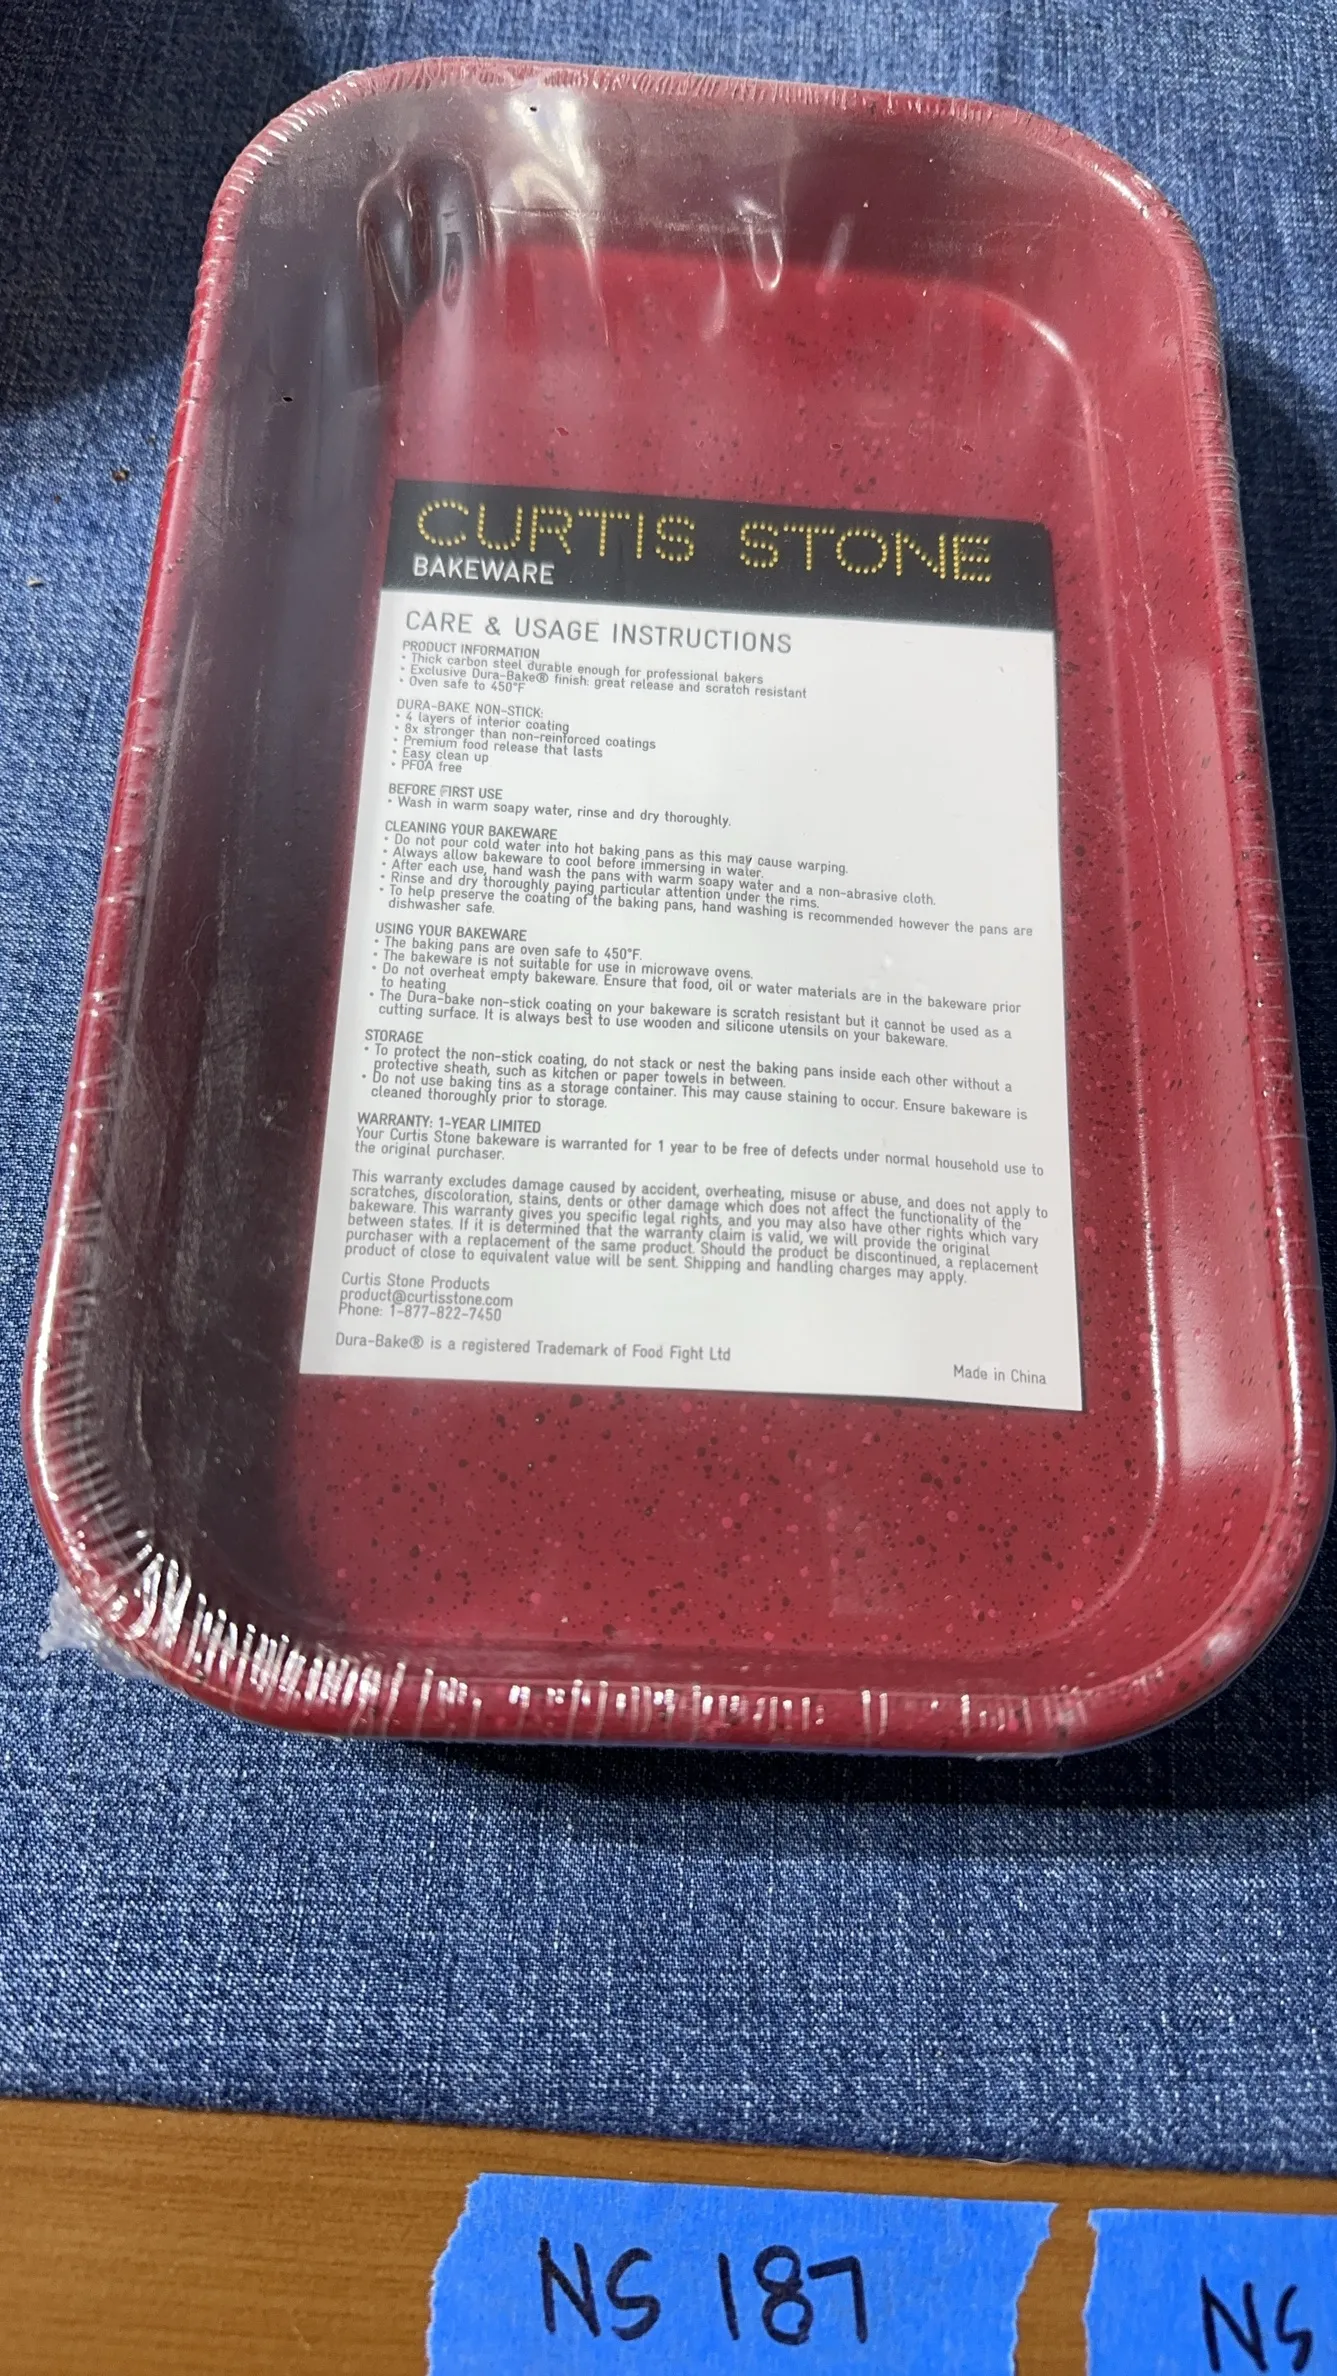 CURTIS STONE
BAKEWARE
CARE & USAGE INSTRUCTIONS
PRODUCT INFORMATION
• Thick carbon steel durable enough for professional bakers
• Exclusive Dura-Bake® finish: great release and scratch resistant
• Oven safe to 450°F
DURA-BAKE NON-STICK:
• 4 layers of interior coating
• 8x stronger than non-reinforced coatings
• Premium food release that lasts
• Easy clean up
• PFOA free
BEFORE FIRST USE
• Wash in warm soapy water, rinse and dry thoroughly.
CLEANING YOUR BAKEWARE
• Do not pour cold water into hot baking pans as this may cause warping.
• Always allow bakeware to cool before immersing in water.
• After each use, hand wash the pans with warm soapy water and a non-abrasive cloth.
• Rinse and dry thoroughly paying particular attention under the rims.
• To help preserve the coating of the baking pans, hand washing is recommended however the pans are
dishwasher safe.
USING YOUR BAKEWARE
• The baking pans are oven safe to 450°F.
• The bakeware is not suitable for use in microwave ovens.
• Do not overheat empty bakeware. Ensure that food, oil or water materials are in the bakeware prior
to heating
• The Dura-bake non-stick coating on your bakeware is scratch resistant but it cannot be used as a
cutting surface. It is always best to use wooden and silicone utensils on your bakeware.
STORAGE
• To protect the non-stick coating, do not stack or nest the baking pans inside each other without a
protective sheath, such as kitchen or paper towels in between.
• Do not use baking tins as a storage container. This may cause staining to occur. Ensure bakeware is
cleaned thoroughly prior to storage.
WARRANTY: 1-YEAR LIMITED
Your Curtis Stone bakeware is warranted for 1 year to be free of defects under normal household use to
the original purchaser.
This warranty excludes damage caused by accident, overheating, misuse or abuse, and does not apply to
scratches, discoloration, stains, dents or other damage which does not affect the functionality of the
bakeware. This warranty gives you specific legal rights, and you may also have other rights which vary
between states. If it is determined that the warranty claim is valid, we will provide the original
purchaser with a replacement of the same product. Should the product be discontinued, a replacement
product of close to equivalent value will be sent. Shipping and handling charges may apply.
Curtis Stone Products
product@curtisstone.com
Phone: 1-877-822-7450
Dura-Bake® is a registered Trademark of Food Fight Ltd
Made in China
NS 187
NS